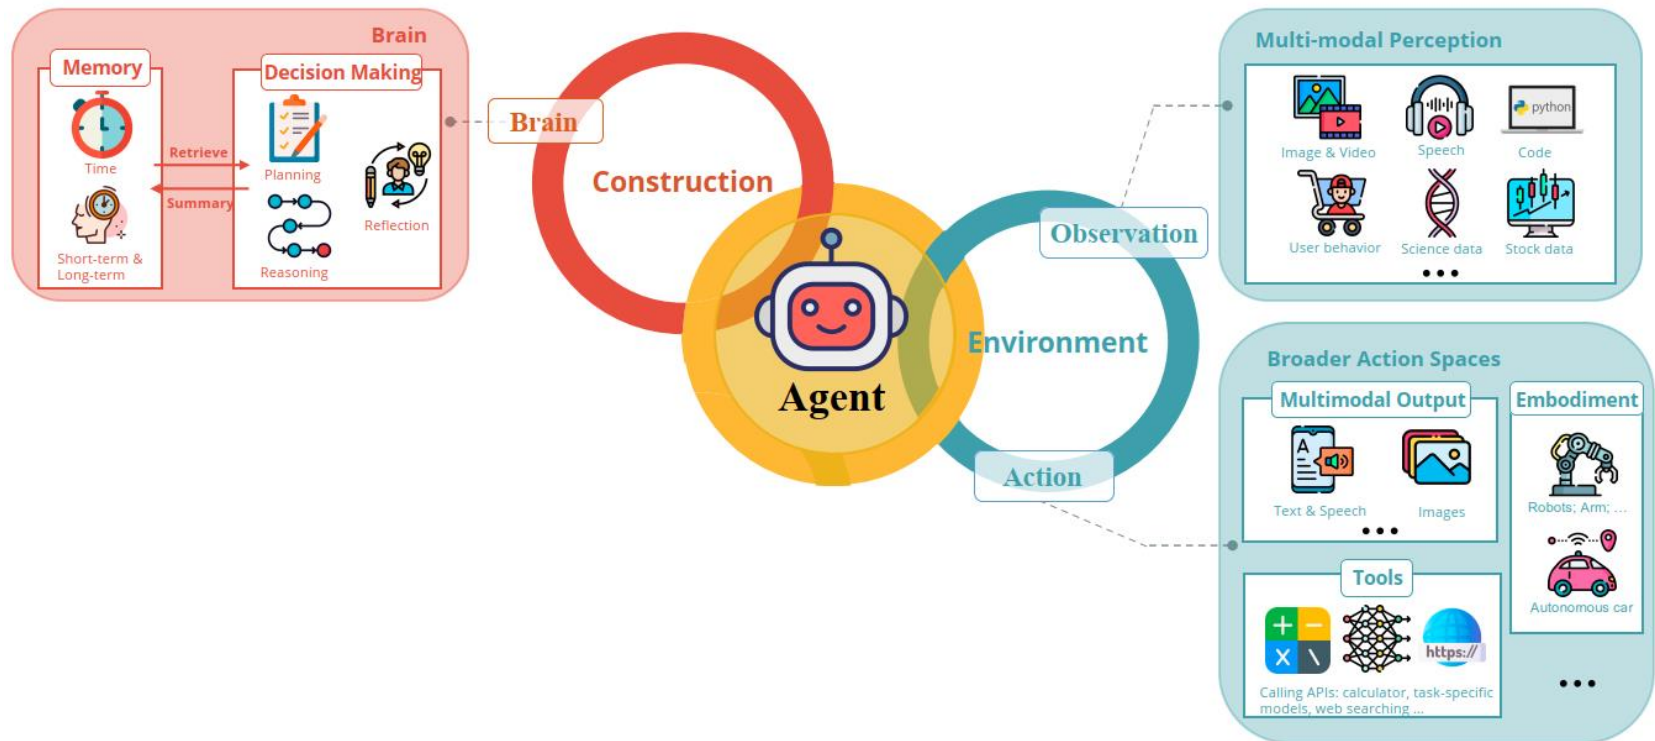 Brain
Memory
Time
Short-term &
Long-term
Retrieve
Summary
Decision Making
Planning
Reasoning
Reflection
Brain
Construction
Agent
Environment
Observation
Action
Multi-modal Perception
Image & Video
Speech
python
Code
User behavior
Science data
Stock data
•••
Broader Action Spaces
Multimodal Output
A
Text & Speech
Images
•••
Embodiment
Robots; Arm; ...
Autonomous car
Tools
+ −
x \
https://
Calling APIs: calculator, task-specific
models, web searching ...
•••